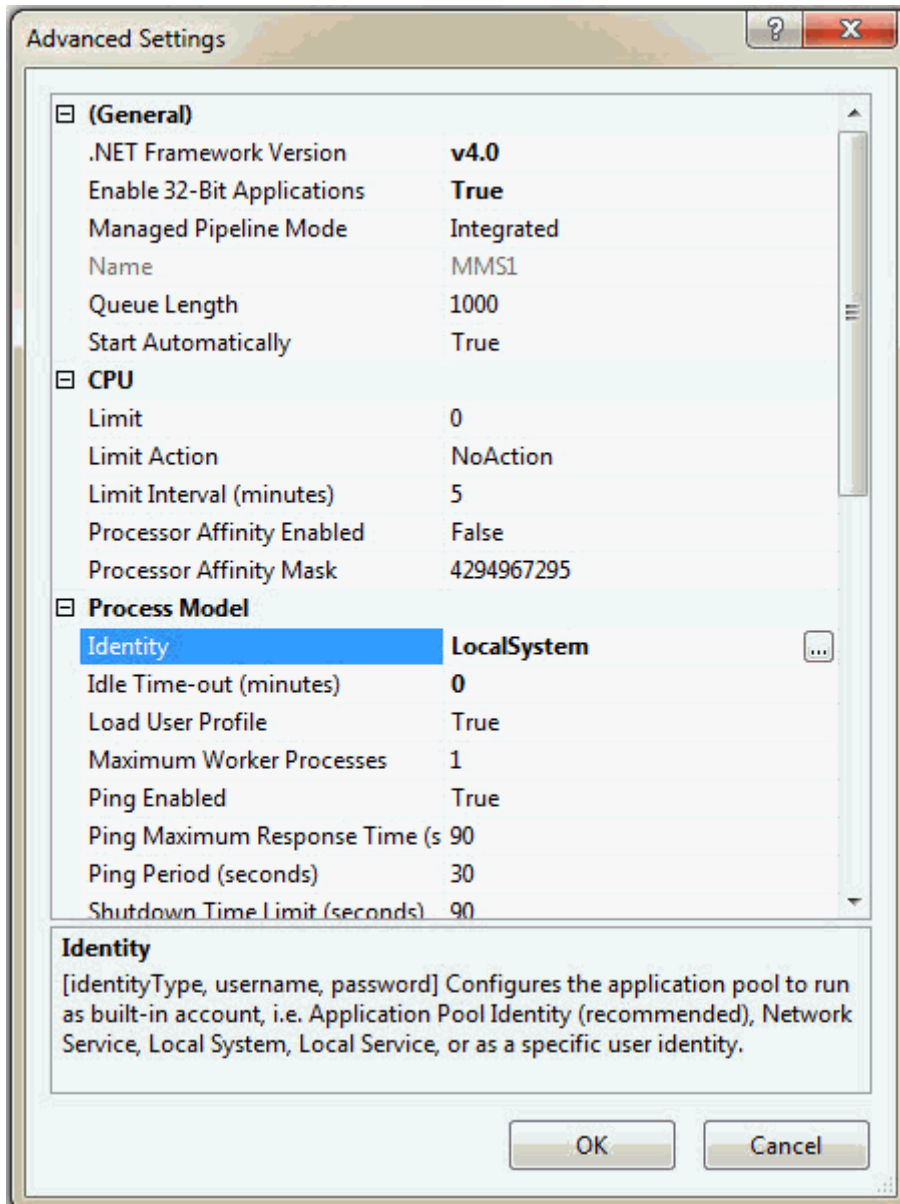 Advanced Settings
(General)
.NET Framework Version v4.0
Enable 32-Bit Applications True
Managed Pipeline Mode Integrated
Name MMS1
Queue Length 1000
Start Automatically True
CPU
Limit 0
Limit Action NoAction
Limit Interval (minutes) 5
Processor Affinity Enabled False
Processor Affinity Mask 4294967295
Process Model
Identity LocalSystem ...
Idle Time-out (minutes) 0
Load User Profile True
Maximum Worker Processes 1
Ping Enabled True
Ping Maximum Response Time (s 90
Ping Period (seconds) 30
Shutdown Time Limit (seconds) 90
Identity
[identityType, username, password] Configures the application pool to run
as built-in account, i.e. Application Pool Identity (recommended), Network
Service, Local System, Local Service, or as a specific user identity.
OK Cancel